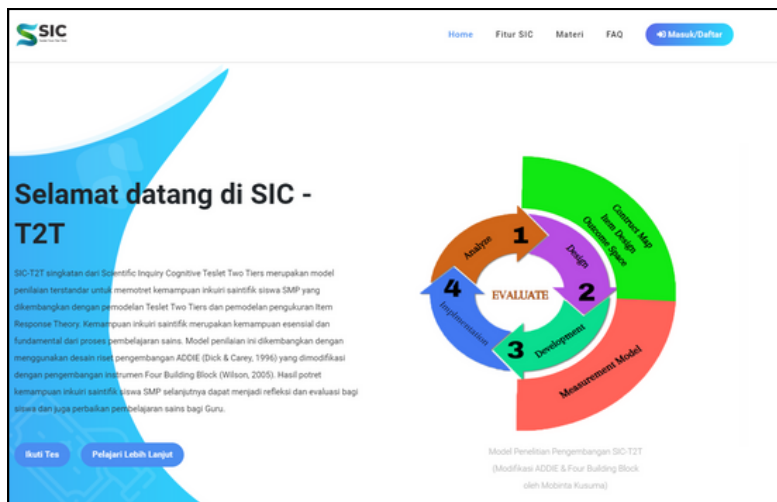 SIC
Home Fitur SIC Materi FAQ Masuk/Daftar
Selamat datang di SIC -
T2T
SIC-T2T singkatan dari Scientific Inquiry Cognitive Teslet Two Tiers merupakan model
penilaian terstandar untuk memotret kemampuan inkuiri saintifik siswa SMP yang
dikembangkan dengan pemodelan Teslet Two Tiers dan pemodelan pengukuran Item
Response Theory. Kemampuan inkuiri saintifik merupakan kemampuan esensial dan
fundamental dari proses pembelajaran sains. Model penilaian ini dikembangkan dengan
menggunakan desain riset pengembangan ADDIE (Dick & Carey, 1996) yang dimodifikasi
dengan pengembangan instrumen Four Building Block (Wilson, 2005). Hasil potret
kemampuan inkuiri saintifik siswa SMP selanjutnya dapat menjadi refleksi dan evaluasi bagi
siswa dan juga perbaikan pembelajaran sains bagi Guru.
Ikuti Tes Pelajari Lebih Lanjut
Analyze
1
Design
2
Development
3
Implmentation
4
EVALUATE
Contruct Map
Item Design
Outcome Space
Measurement Model
Model Penelitian Pengembangan SIC-T2T
(Modifikasi ADDIE & Four Building Block
oleh Mobinta Kusuma)